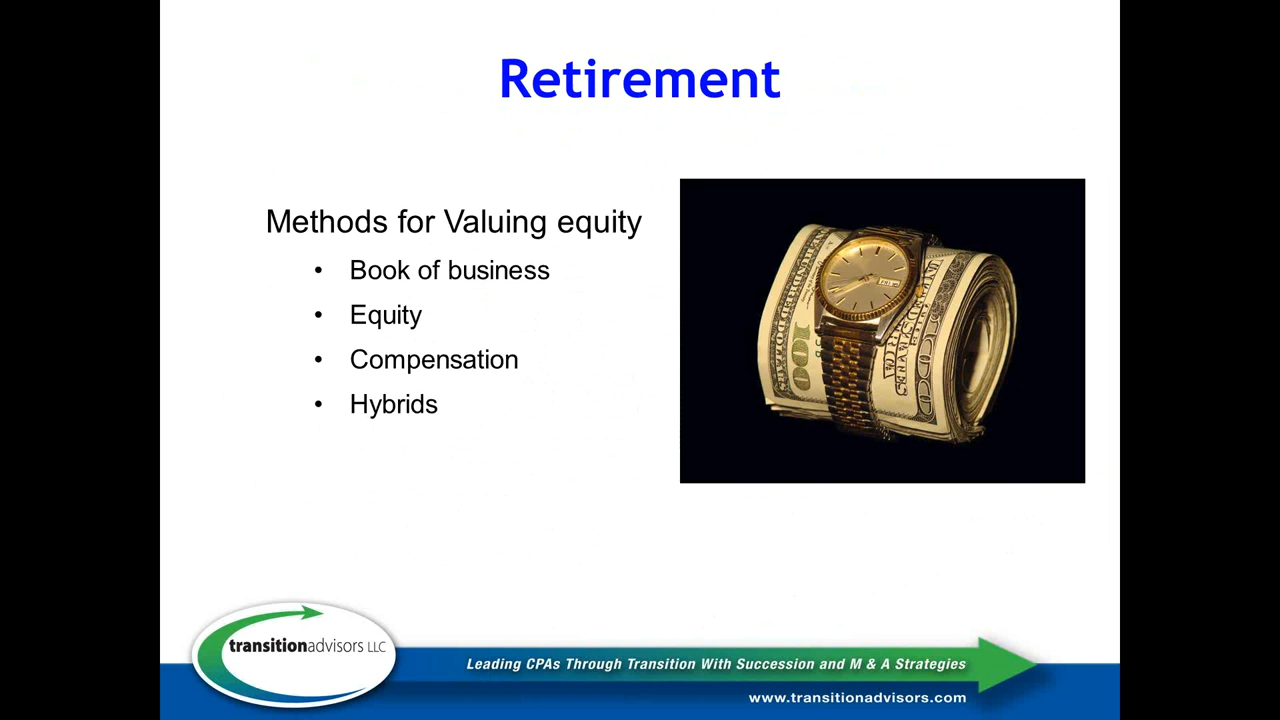 Retirement
Methods for Valuing equity
• Book of business
• Equity
• Compensation
• Hybrids
100
transitionadvisors LLC
Leading CPAs Through Transition With Succession and M & A Strategies
www.transitionadvisors.com